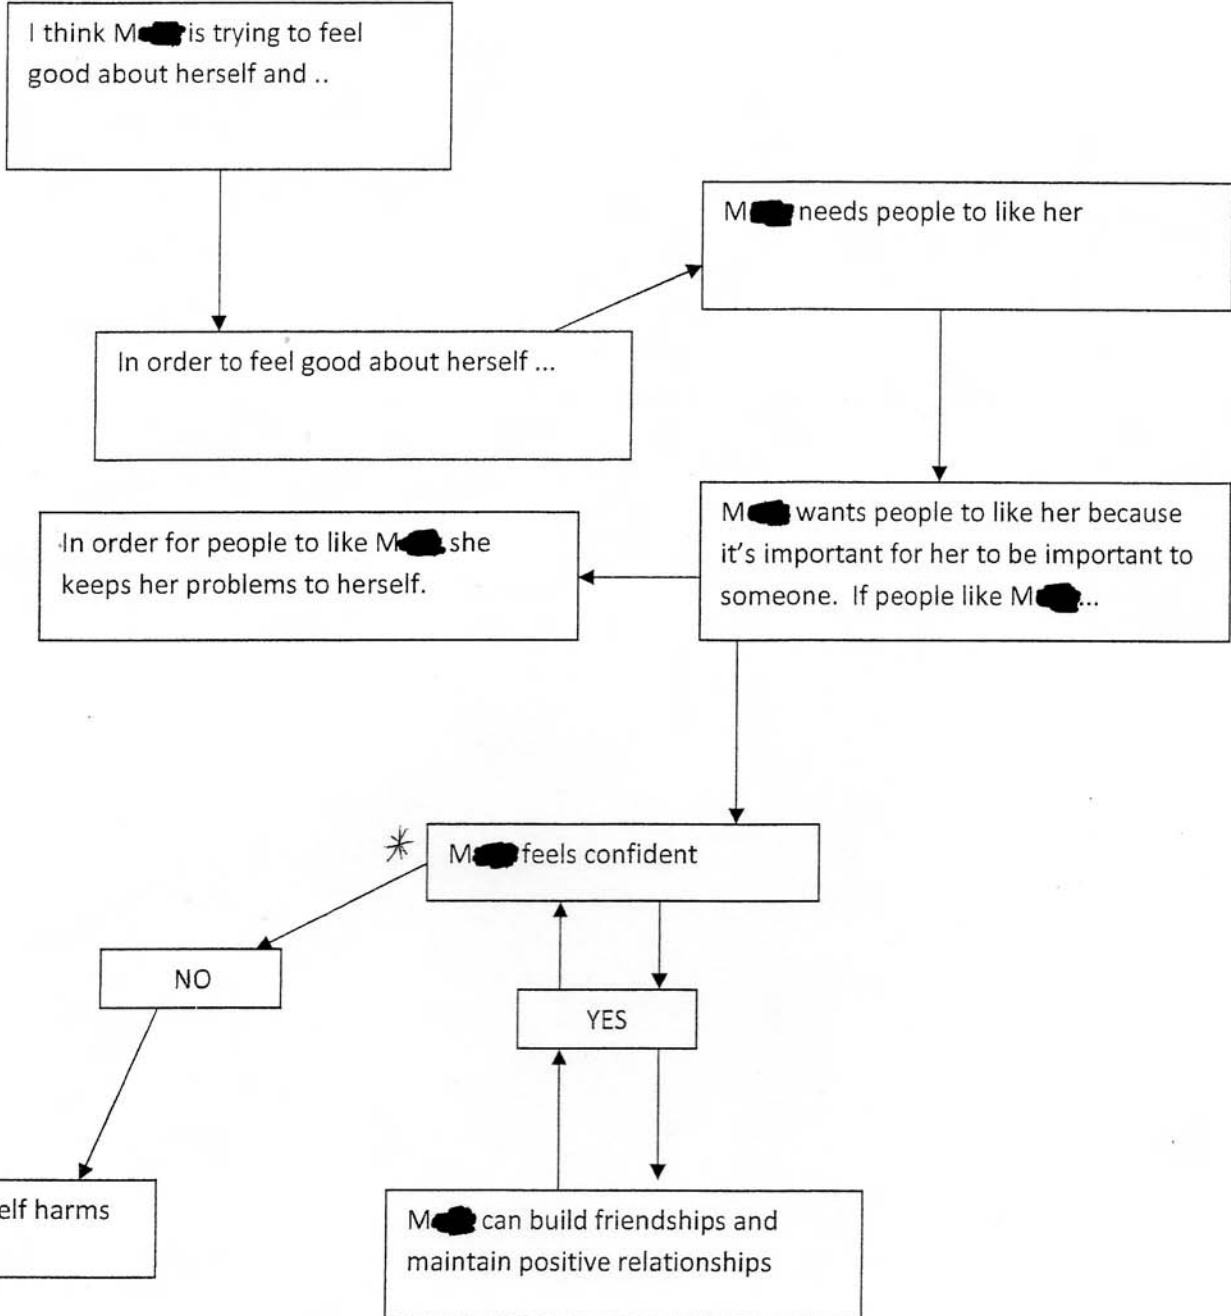 I think M is trying to feel
good about herself and ..
M needs people to like her
In order to feel good about herself ...
M wants people to like her because
it's important for her to be important to
someone. If people like M ...
In order for people to like M she
keeps her problems to herself.
* M feels confident
NO
YES
elf harms
M can build friendships and
maintain positive relationships